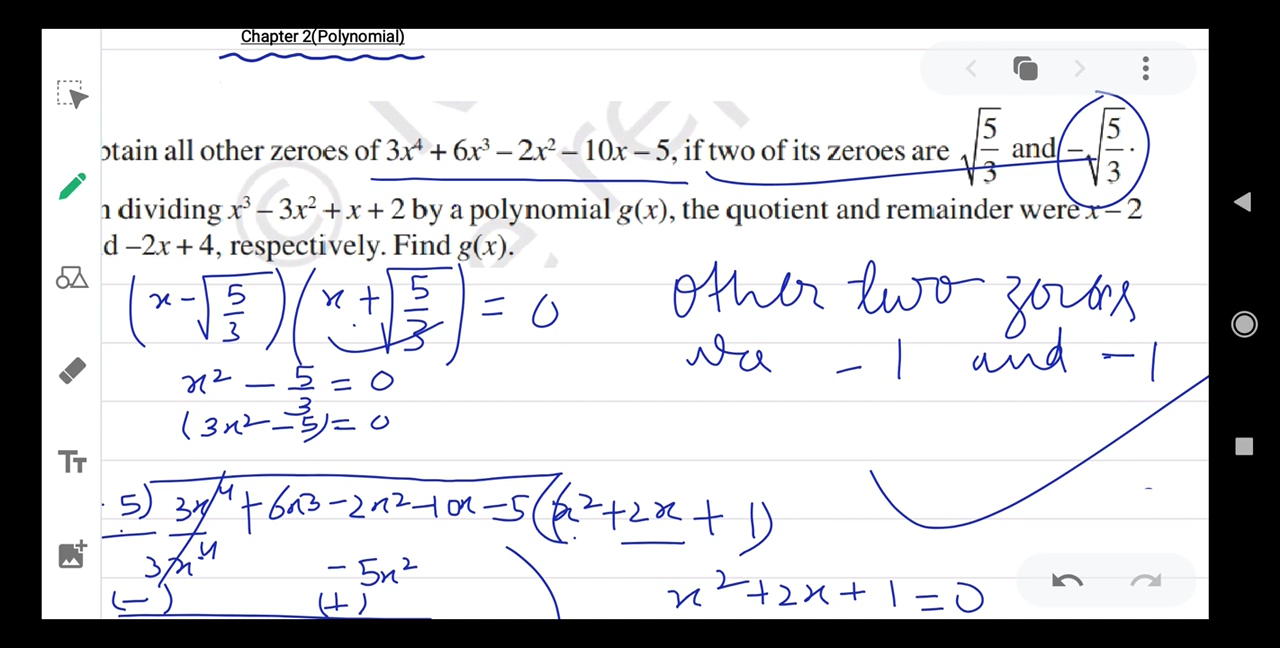 Chapter 2(Polynomial)
otain all other zeroes of 3x⁴ + 6x³ – 2x² – 10x – 5, if two of its zeroes are √(5/3) and –√(5/3).
n dividing x³ – 3x² + x + 2 by a polynomial g(x), the quotient and remainder were x – 2
d –2x + 4, respectively. Find g(x).
(x – √(5/3)) (x + √(5/3)) = 0
x² – 5/3 = 0
(3x² – 5) = 0
other two zeros
are – 1 and – 1
5) 3x⁴ + 6x3 – 2x² – 10x – 5 (x² + 2x + 1)
3x⁴ – 5x²
(–) (+)
x² + 2x + 1 = 0
TT